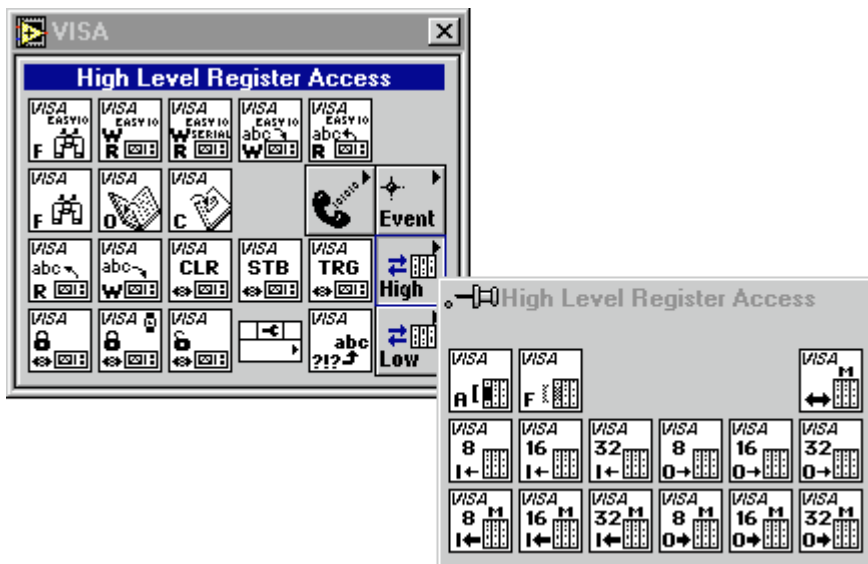 VISA
High Level Register Access
VISA VISA VISA VISA VISA
EASY IO EASY IO EASY IO EASY IO EASY IO
F W R W SERIAL R abc W abc R
VISA VISA VISA
F O C Event
VISA VISA VISA VISA VISA
abc abc CLR STB TRG
R W High
VISA VISA VISA VISA
abc
?!? Low
High Level Register Access
VISA VISA VISA
A F M
VISA VISA VISA VISA VISA VISA
8 16 32 8 16 32
I I I O O O
VISA VISA VISA VISA VISA VISA
8 M 16 M 32 M 8 M 16 M 32 M
I I I O O O